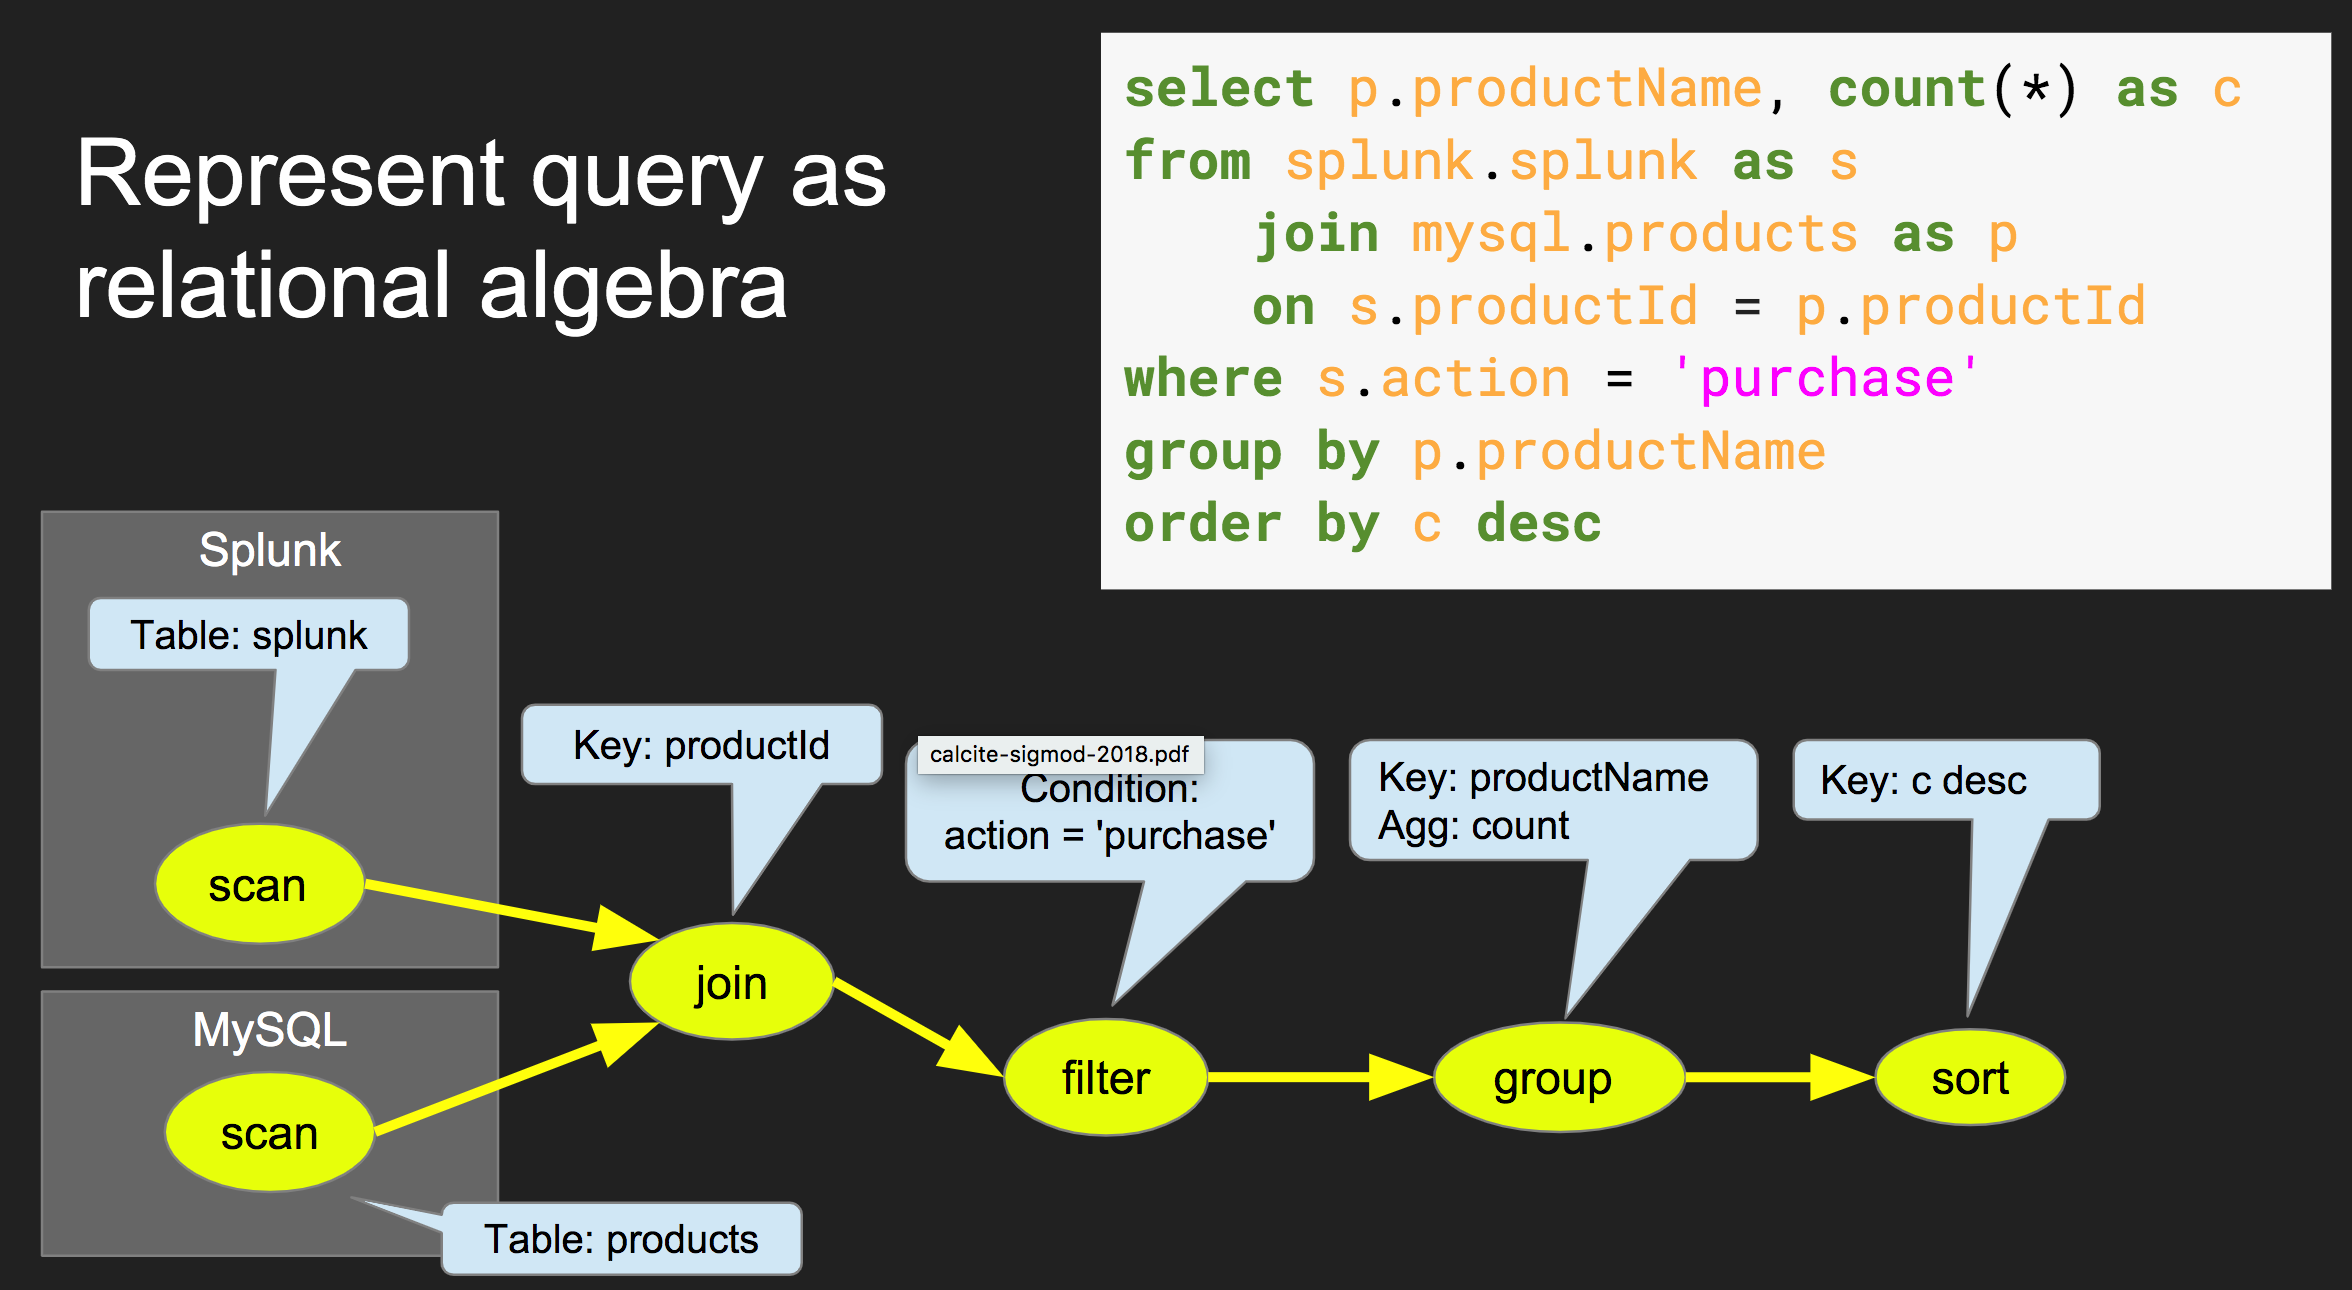 Represent query as
relational algebra
select p.productName, count(*) as c
from splunk.splunk as s
join mysql.products as p
on s.productId = p.productId
where s.action = 'purchase'
group by p.productName
order by c desc
Splunk
Table: splunk
scan
MySQL
scan
Table: products
Key: productId
join
calcite-sigmod-2018.pdf
Condition:
action = 'purchase'
filter
Key: productName
Agg: count
group
Key: c desc
sort